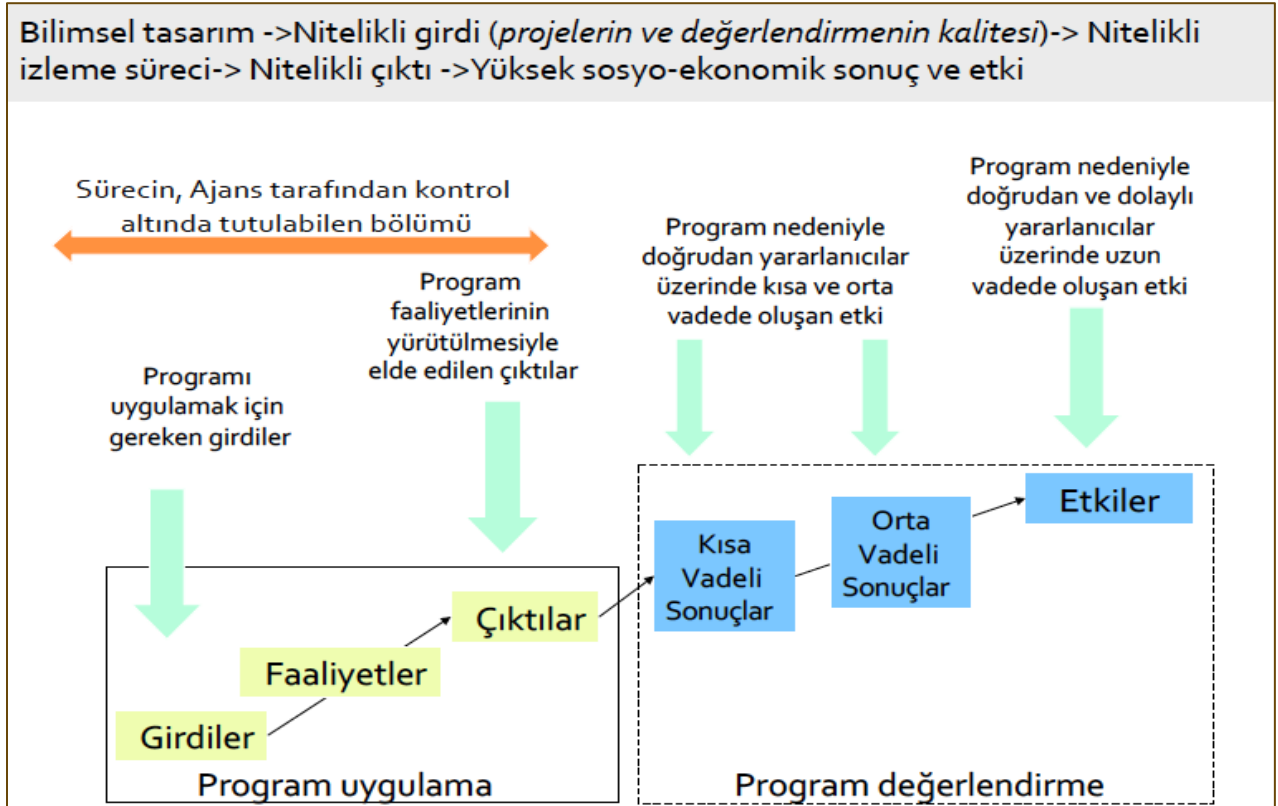 Bilimsel tasarım ->Nitelikli girdi (projelerin ve değerlendirmenin kalitesi)-> Nitelikli
izleme süreci-> Nitelikli çıktı ->Yüksek sosyo-ekonomik sonuç ve etki
Sürecin, Ajans tarafından kontrol
altında tutulabilen bölümü
Programı
uygulamak için
gereken girdiler
Program
faaliyetlerinin
yürütülmesiyle
elde edilen çıktılar
Program nedeniyle
doğrudan yararlanıcılar
üzerinde kısa ve orta
vadede oluşan etki
Program nedeniyle
doğrudan ve dolaylı
yararlanıcılar
üzerinde uzun
vadede oluşan etki
Girdiler
Faaliyetler
Çıktılar
Program uygulama
Kısa
Vadeli
Sonuçlar
Orta
Vadeli
Sonuçlar
Etkiler
Program değerlendirme